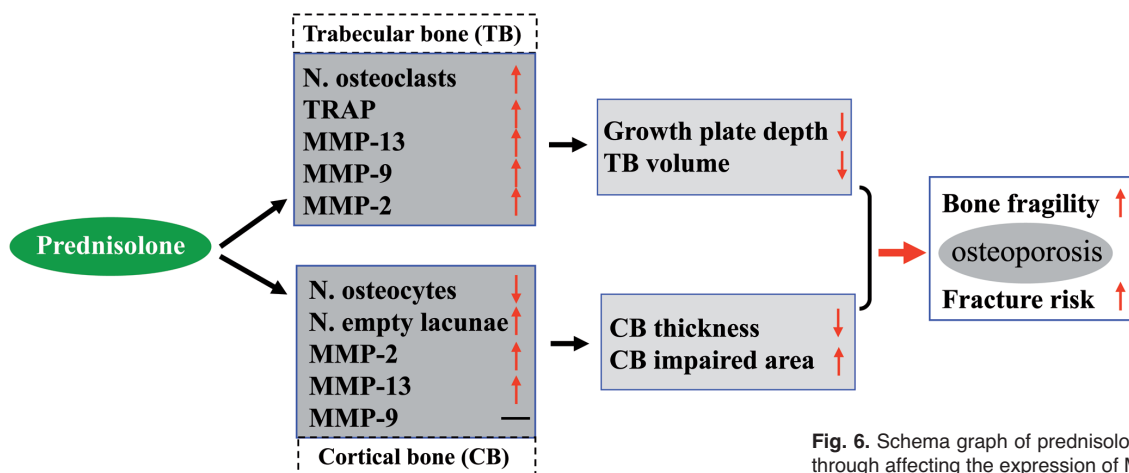 Trabecular bone (TB)
N. osteoclasts ↑
TRAP ↑
MMP-13 ↑
MMP-9 ↑
MMP-2 ↑
Growth plate depth ↓
TB volume ↓
Prednisolone
N. osteocytes ↓
N. empty lacunae ↑
MMP-2 ↑
MMP-13 ↑
MMP-9 —
Cortical bone (CB)
CB thickness ↓
CB impaired area ↑
Bone fragility ↑
osteoporosis
Fracture risk ↑
Fig. 6. Schema graph of prednisolo
through affecting the expression of M